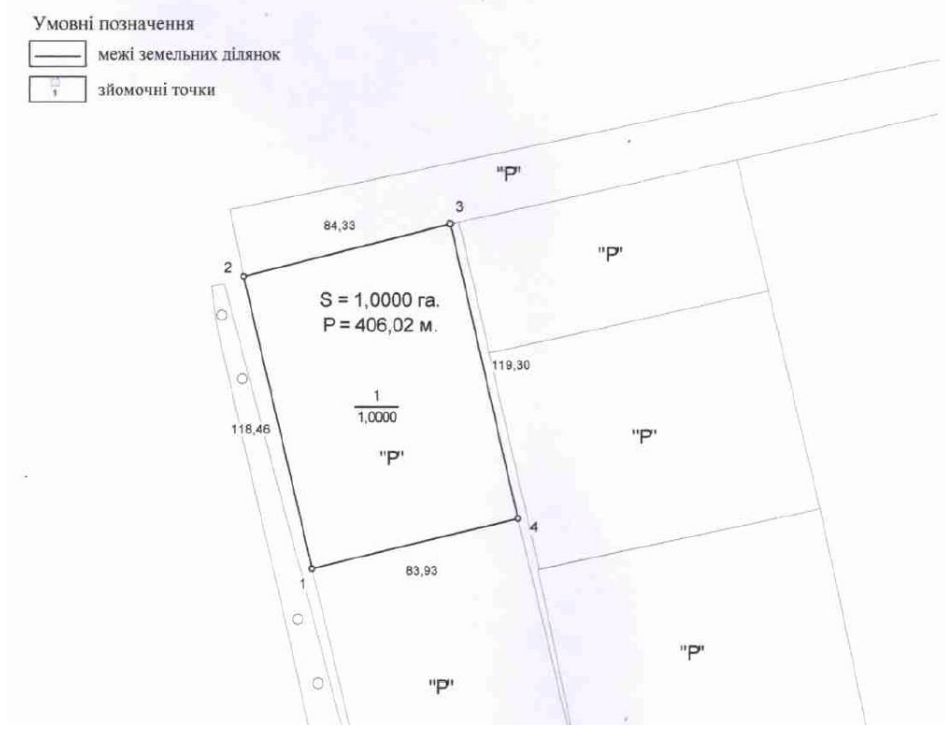 Умовні позначення
межі земельних ділянок
1
зйомочні точки
"Р"
3
84,33
2
"Р"
S = 1,0000 га.
Р = 406,02 м.
119,30
1
1,0000
118,46
"Р"
"Р"
4
83,93
1
"Р"
"Р"